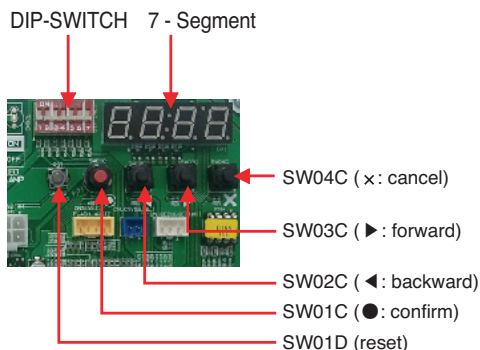 DIP-SWITCH 7 - Segment
SW04C ( × : cancel)
SW03C ( ▶ : forward)
SW02C ( ◀ : backward)
SW01C ( ● : confirm)
SW01D (reset)